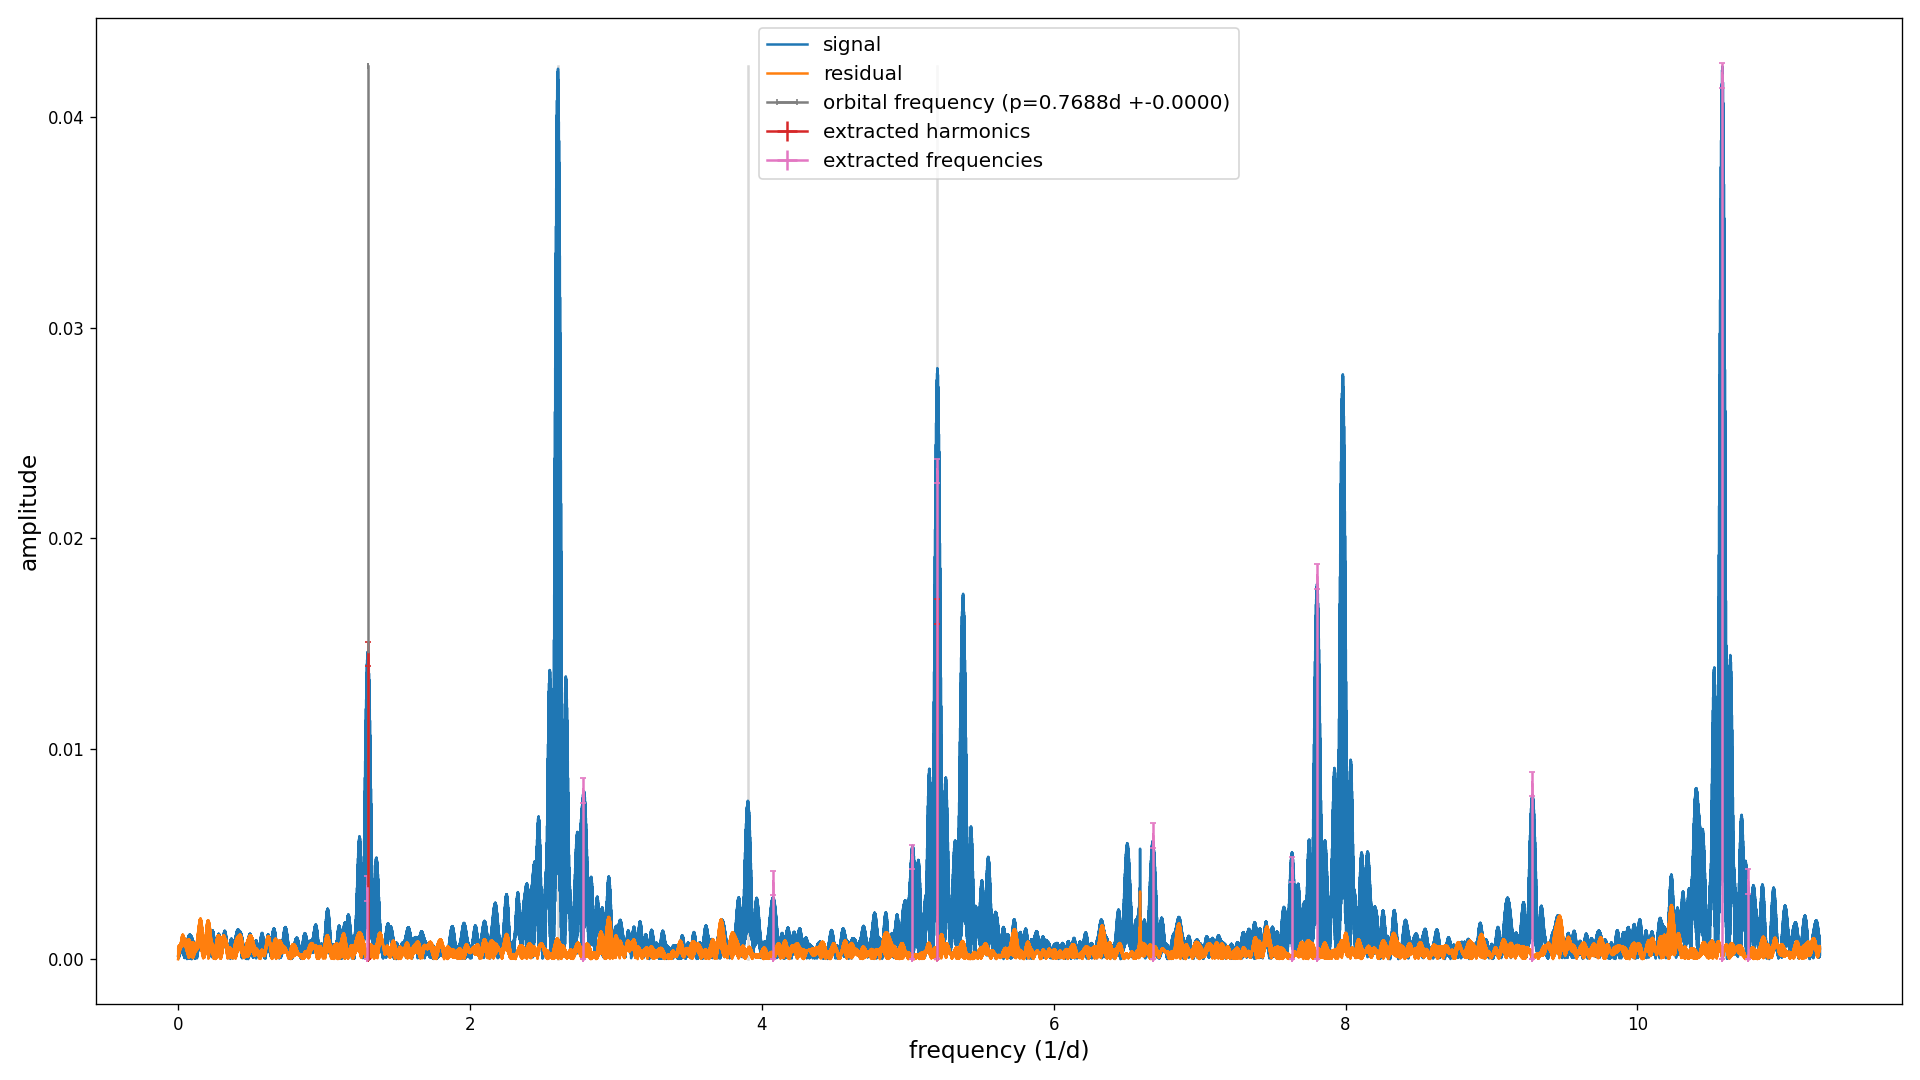 signal
residual
orbital frequency (p=0.7688d +-0.0000)
extracted harmonics
extracted frequencies
0.04
0.03
0.02
0.01
0.00
amplitude
0 2 4 6 8 10
frequency (1/d)